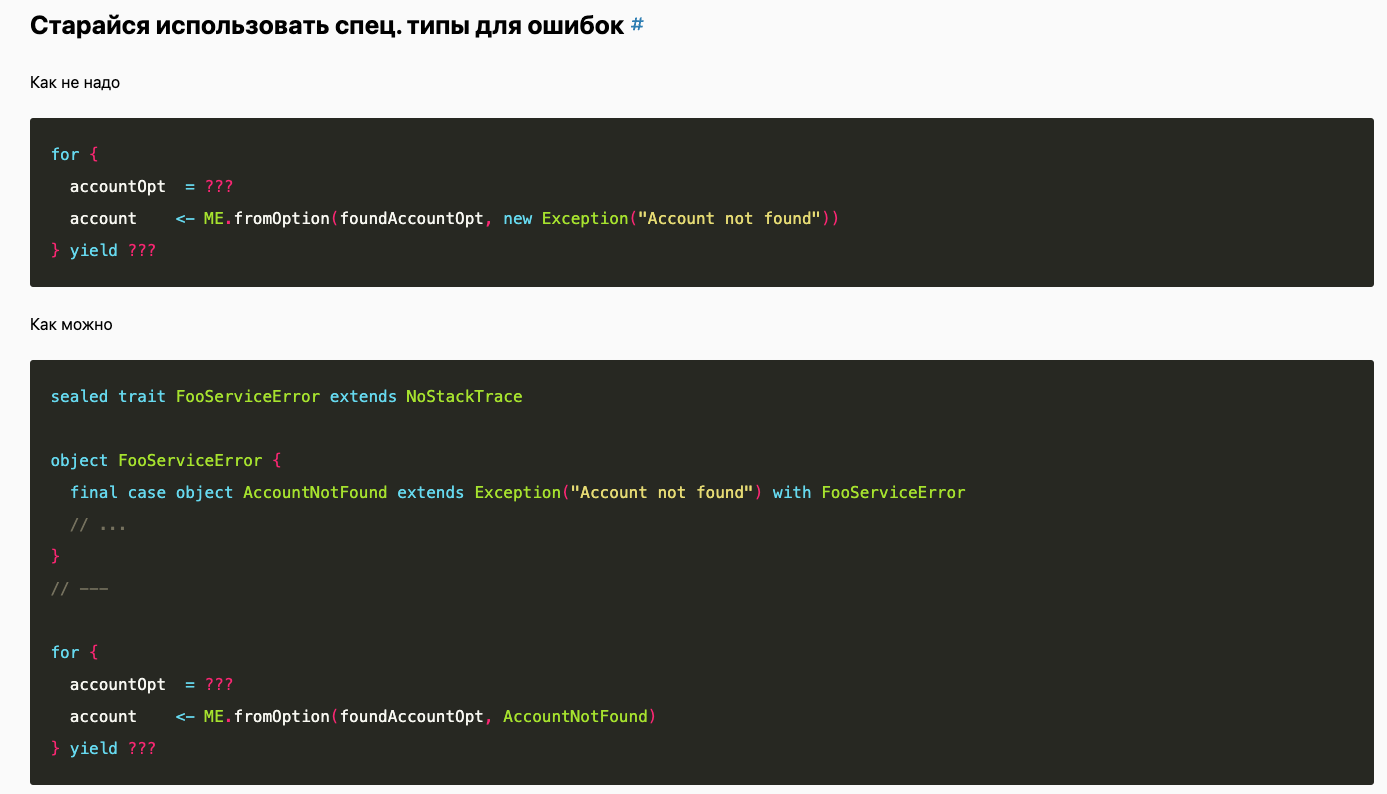 Старайся использовать спец. типы для ошибок #
Как не надо
for {
  accountOpt  = ???
  account    <- ME.fromOption(foundAccountOpt, new Exception("Account not found"))
} yield ???
Как можно
sealed trait FooServiceError extends NoStackTrace
object FooServiceError {
  final case object AccountNotFound extends Exception("Account not found") with FooServiceError
  // ...
}
// ---
for {
  accountOpt  = ???
  account    <- ME.fromOption(foundAccountOpt, AccountNotFound)
} yield ???